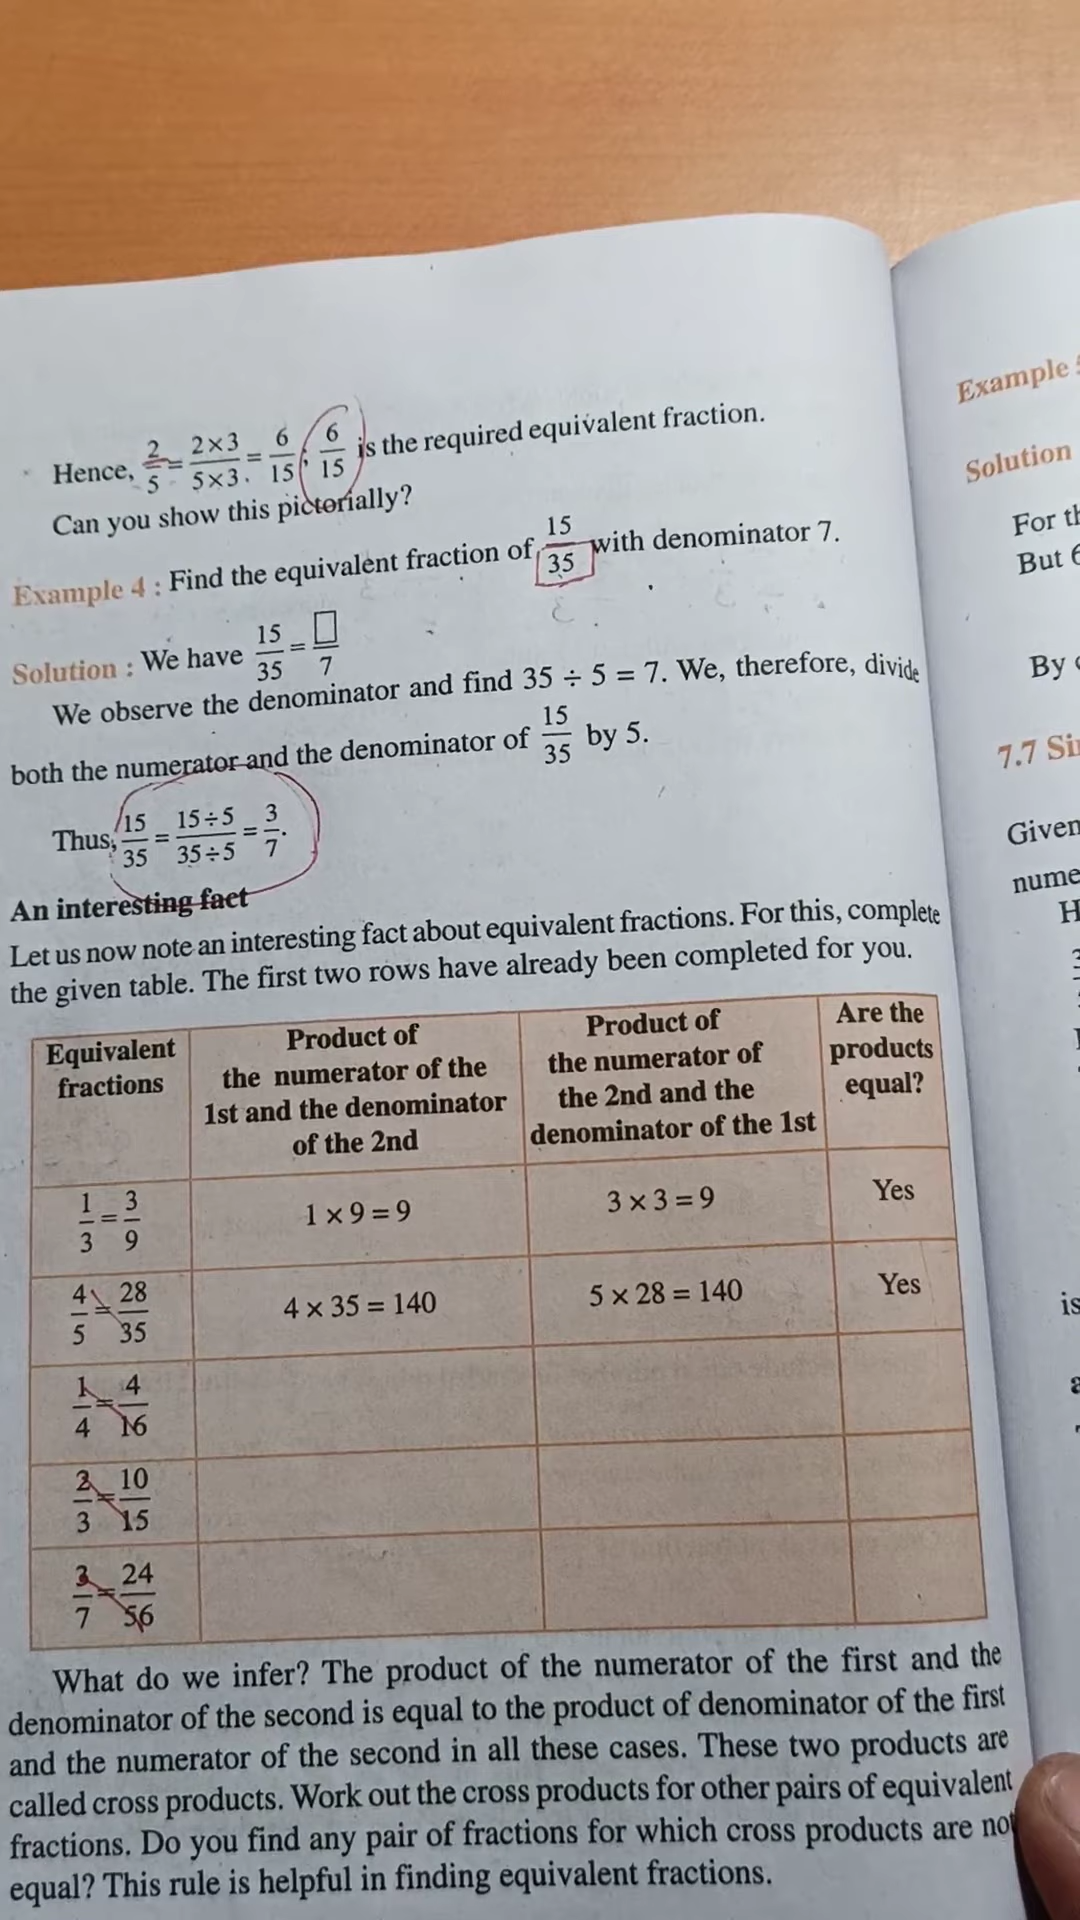 Hence, 2/5 = 2×3/5×3 = 6/15 ; 6/15 is the required equivalent fraction.
Can you show this pictorially?
Example 4 : Find the equivalent fraction of 15/35 with denominator 7.
Solution : We have 15/35 = □/7
We observe the denominator and find 35 ÷ 5 = 7. We, therefore, divide
both the numerator and the denominator of 15/35 by 5.
Thus, 15/35 = 15÷5/35÷5 = 3/7.
An interesting fact
Let us now note an interesting fact about equivalent fractions. For this, complete
the given table. The first two rows have already been completed for you.
Equivalent fractions | Product of the numerator of the 1st and the denominator of the 2nd | Product of the numerator of the 2nd and the denominator of the 1st | Are the products equal?
1/3 = 3/9 | 1 × 9 = 9 | 3 × 3 = 9 | Yes
4/5 = 28/35 | 4 × 35 = 140 | 5 × 28 = 140 | Yes
1/4 = 4/16
2/3 = 10/15
3/7 = 24/56
What do we infer? The product of the numerator of the first and the
denominator of the second is equal to the product of denominator of the first
and the numerator of the second in all these cases. These two products are
called cross products. Work out the cross products for other pairs of equivalent
fractions. Do you find any pair of fractions for which cross products are not
equal? This rule is helpful in finding equivalent fractions.
Example
Solution
For
But
By
7.7
Given
is